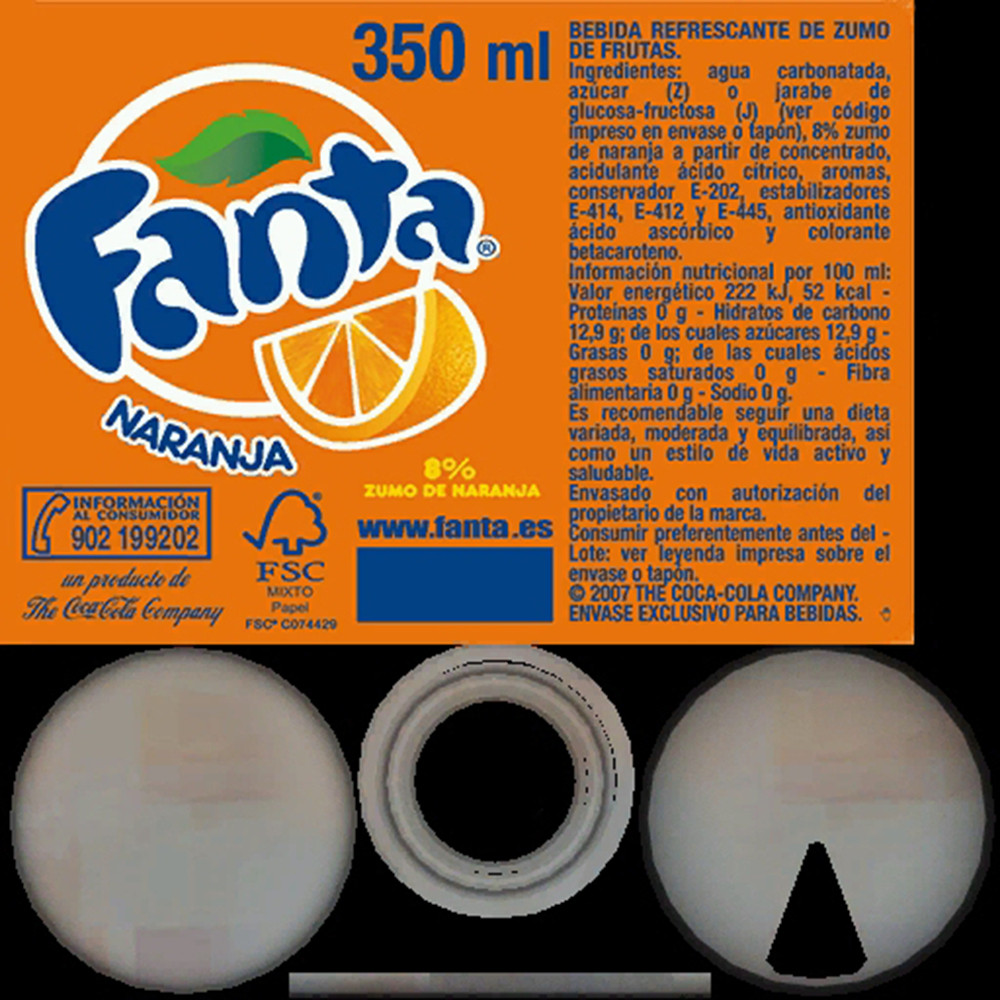 350 ml
Fanta®
NARANJA
8%
ZUMO DE NARANJA
INFORMACIÓN
AL CONSUMIDOR
902 199202
un producto de
The Coca-Cola Company
FSC
MIXTO
Papel
FSC® C074429
www.fanta.es
BEBIDA REFRESCANTE DE ZUMO
DE FRUTAS.
Ingredientes: agua carbonatada,
azúcar (Z) o jarabe de
glucosa-fructosa (J) (ver código
impreso en envase o tapón), 8% zumo
de naranja a partir de concentrado,
acidulante ácido cítrico, aromas,
conservador E-202, estabilizadores
E-414, E-412 y E-445, antioxidante
ácido ascórbico y colorante
betacaroteno.
Información nutricional por 100 ml:
Valor energético 222 kJ, 52 kcal -
Proteínas 0 g - Hidratos de carbono
12,9 g; de los cuales azúcares 12,9 g -
Grasas 0 g; de las cuales ácidos
grasos saturados 0 g - Fibra
alimentaria 0 g - Sodio 0 g.
Es recomendable seguir una dieta
variada, moderada y equilibrada, así
como un estilo de vida activo y
saludable.
Envasado con autorización del
propietario de la marca.
Consumir preferentemente antes del -
Lote: ver leyenda impresa sobre el
envase o tapón.
© 2007 THE COCA-COLA COMPANY.
ENVASE EXCLUSIVO PARA BEBIDAS.